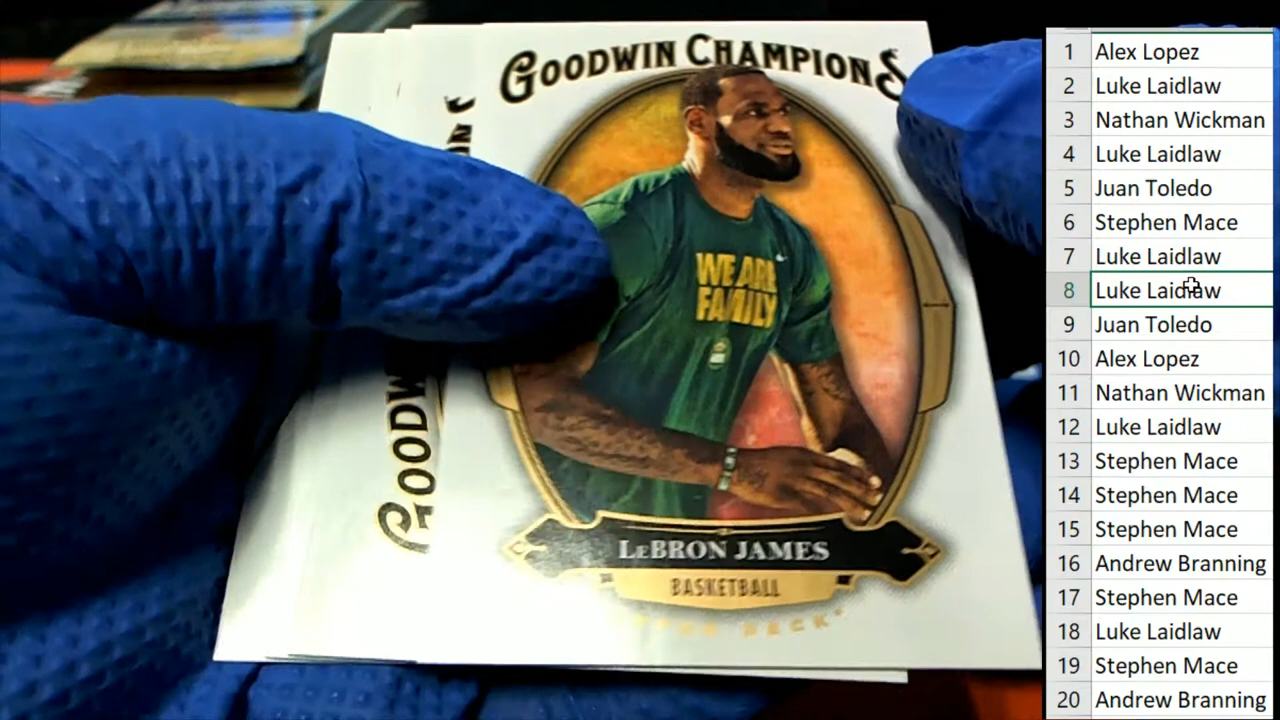 GOODWIN CHAMPIONS
WE ARE
FAMILY
LEBRON JAMES
BASKETBALL
GOODW
1 Alex Lopez
2 Luke Laidlaw
3 Nathan Wickman
4 Luke Laidlaw
5 Juan Toledo
6 Stephen Mace
7 Luke Laidlaw
8 Luke Laidlaw
9 Juan Toledo
10 Alex Lopez
11 Nathan Wickman
12 Luke Laidlaw
13 Stephen Mace
14 Stephen Mace
15 Stephen Mace
16 Andrew Branning
17 Stephen Mace
18 Luke Laidlaw
19 Stephen Mace
20 Andrew Branning